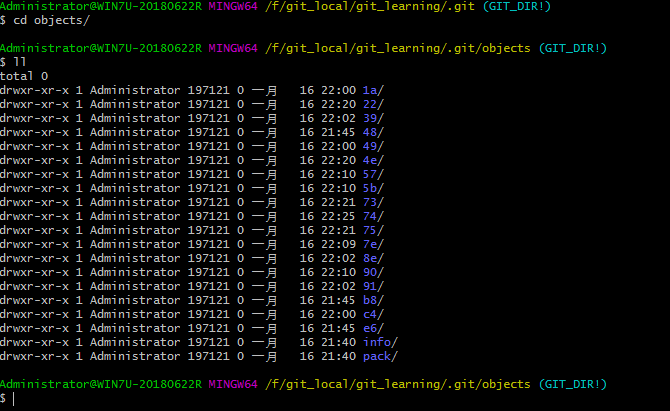 Administrator@WIN7U-20180622R MINGW64 /f/git_local/git_learning/.git (GIT_DIR!)
$ cd objects/
Administrator@WIN7U-20180622R MINGW64 /f/git_local/git_learning/.git/objects (GIT_DIR!)
$ ll
total 0
drwxr-xr-x 1 Administrator 197121 0 一月 16 22:00 1a/
drwxr-xr-x 1 Administrator 197121 0 一月 16 22:20 22/
drwxr-xr-x 1 Administrator 197121 0 一月 16 22:02 39/
drwxr-xr-x 1 Administrator 197121 0 一月 16 21:45 48/
drwxr-xr-x 1 Administrator 197121 0 一月 16 22:00 49/
drwxr-xr-x 1 Administrator 197121 0 一月 16 22:20 4e/
drwxr-xr-x 1 Administrator 197121 0 一月 16 22:10 57/
drwxr-xr-x 1 Administrator 197121 0 一月 16 22:10 5b/
drwxr-xr-x 1 Administrator 197121 0 一月 16 22:21 73/
drwxr-xr-x 1 Administrator 197121 0 一月 16 22:25 74/
drwxr-xr-x 1 Administrator 197121 0 一月 16 22:21 75/
drwxr-xr-x 1 Administrator 197121 0 一月 16 22:09 7e/
drwxr-xr-x 1 Administrator 197121 0 一月 16 22:02 8e/
drwxr-xr-x 1 Administrator 197121 0 一月 16 22:10 90/
drwxr-xr-x 1 Administrator 197121 0 一月 16 22:02 91/
drwxr-xr-x 1 Administrator 197121 0 一月 16 21:45 b8/
drwxr-xr-x 1 Administrator 197121 0 一月 16 22:00 c4/
drwxr-xr-x 1 Administrator 197121 0 一月 16 21:45 e6/
drwxr-xr-x 1 Administrator 197121 0 一月 16 21:40 info/
drwxr-xr-x 1 Administrator 197121 0 一月 16 21:40 pack/
Administrator@WIN7U-20180622R MINGW64 /f/git_local/git_learning/.git/objects (GIT_DIR!)
$